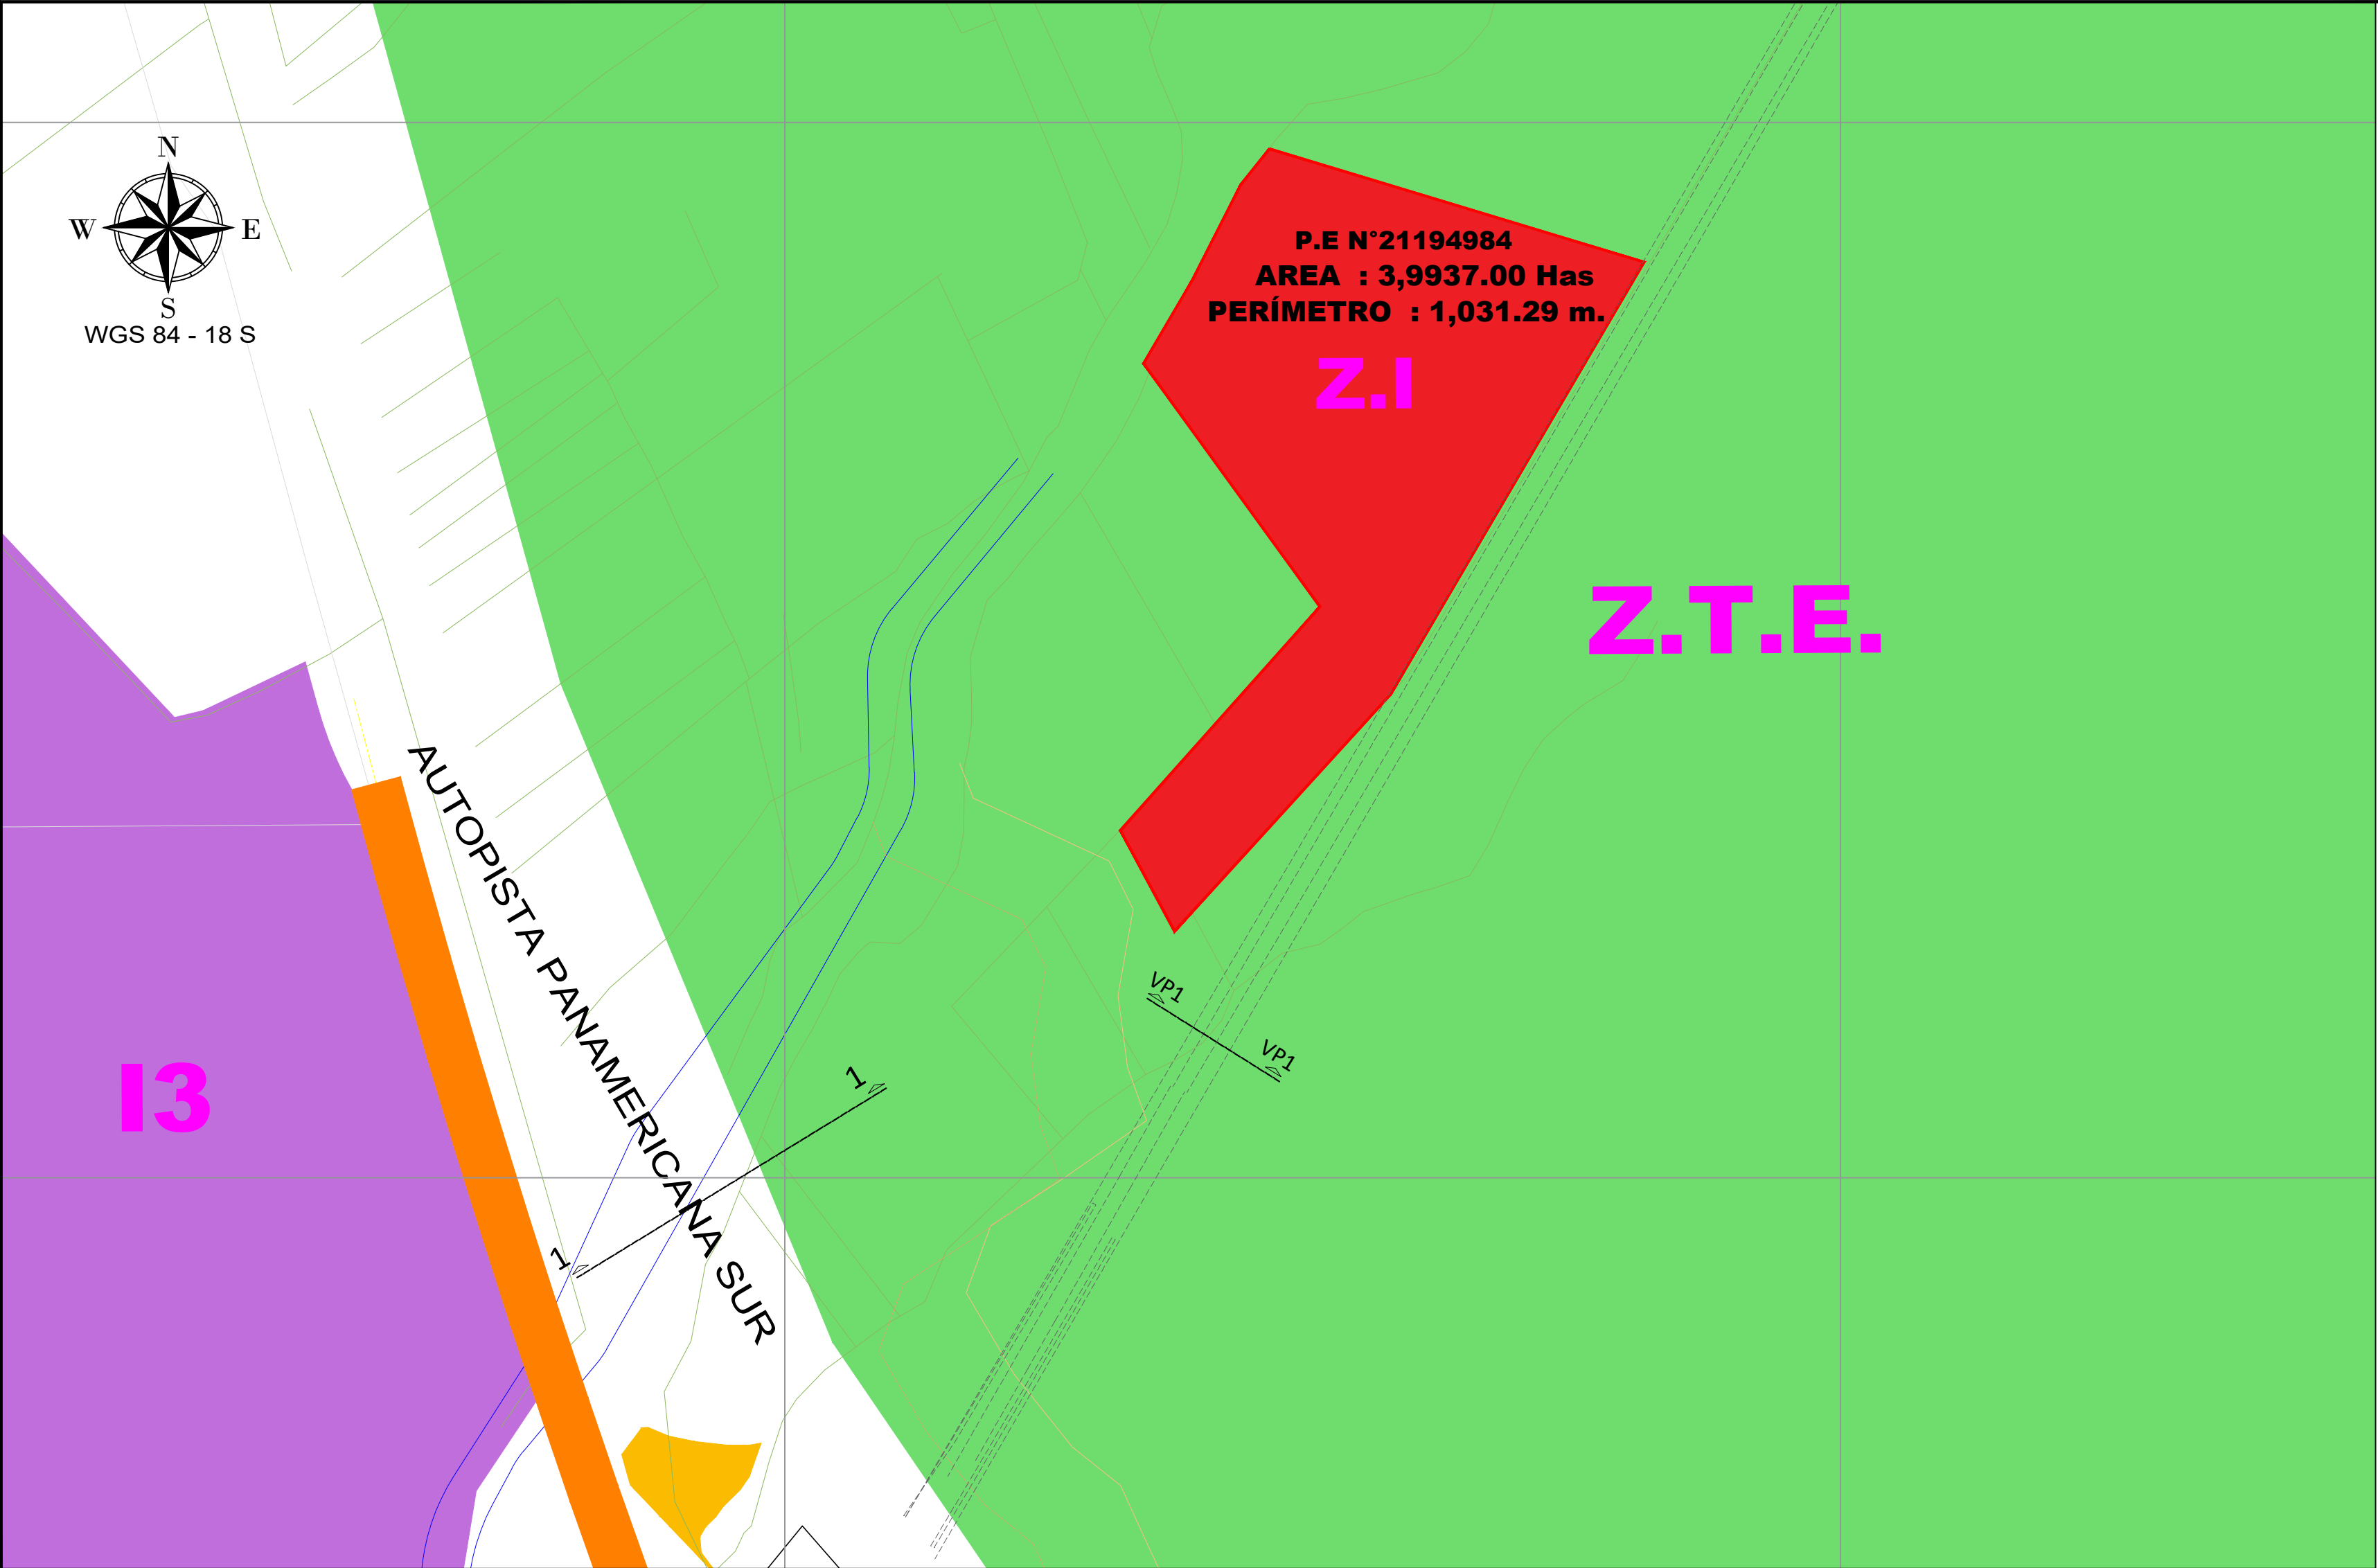 N
W E
S
WGS 84 - 18 S
P.E N°21194984
AREA : 3,9937.00 Has
PERÍMETRO : 1,031.29 m.
Z.I
Z.T.E.
AUTOPISTA PANAMERICANA SUR
VP1
VP1
I3
1
1